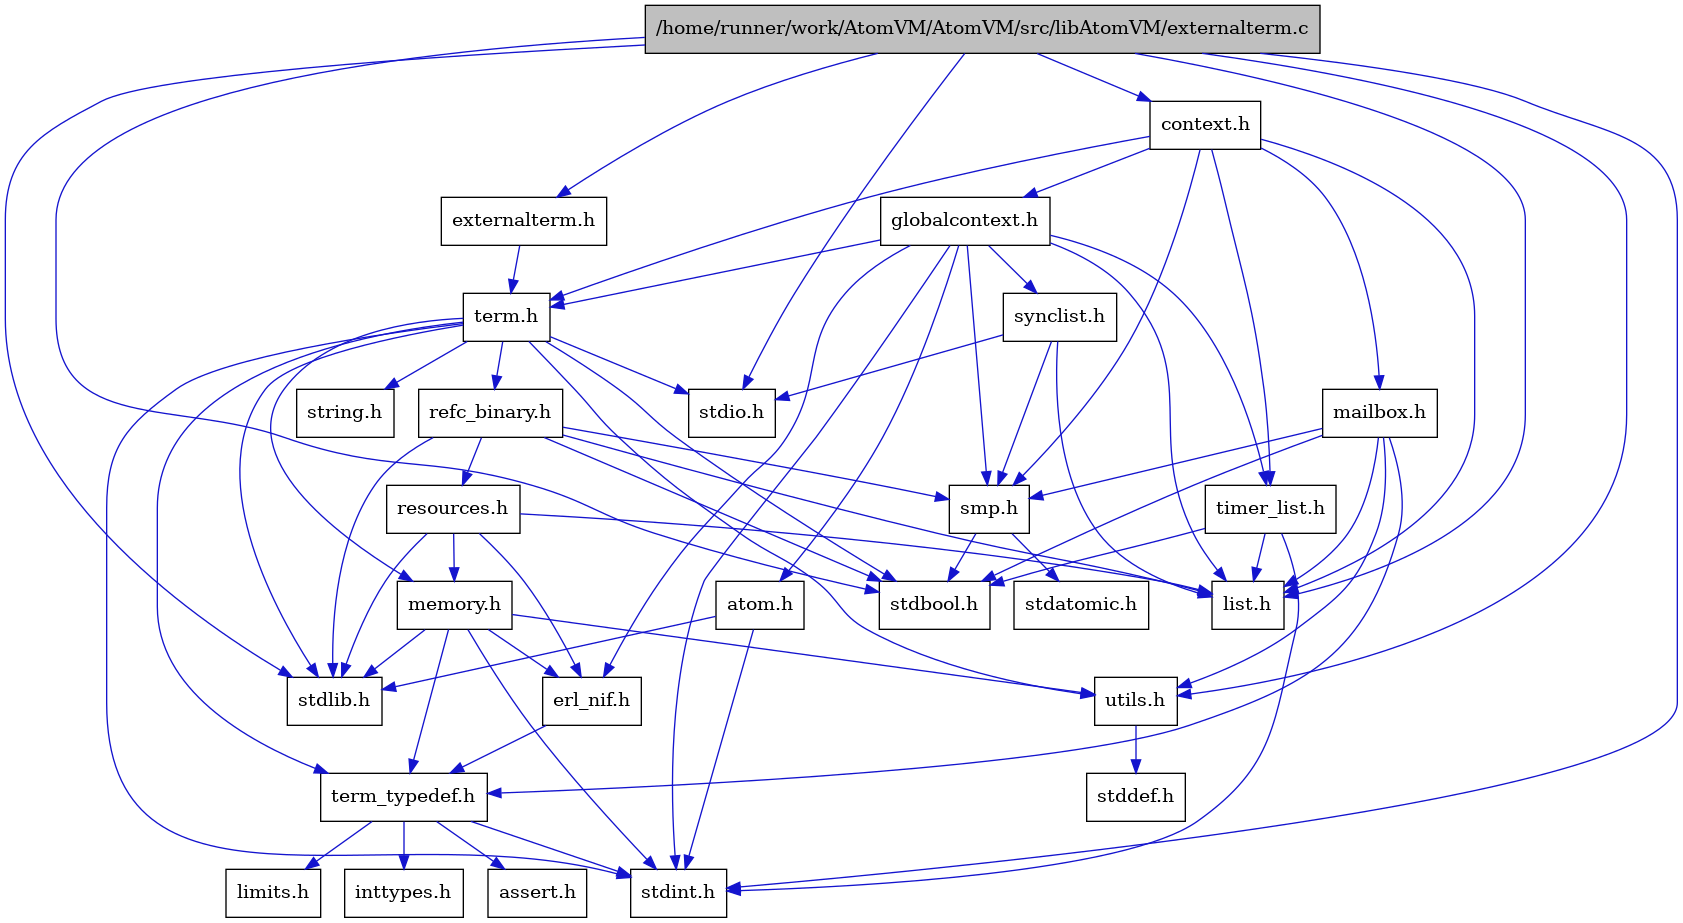 /home/runner/work/AtomVM/AtomVM/src/libAtomVM/externalterm.c
context.h
externalterm.h
globalcontext.h
term.h
synclist.h
string.h
refc_binary.h
stdio.h
mailbox.h
resources.h
smp.h
timer_list.h
memory.h
atom.h
stdbool.h
stdatomic.h
list.h
stdlib.h
erl_nif.h
utils.h
term_typedef.h
stddef.h
limits.h
inttypes.h
assert.h
stdint.h